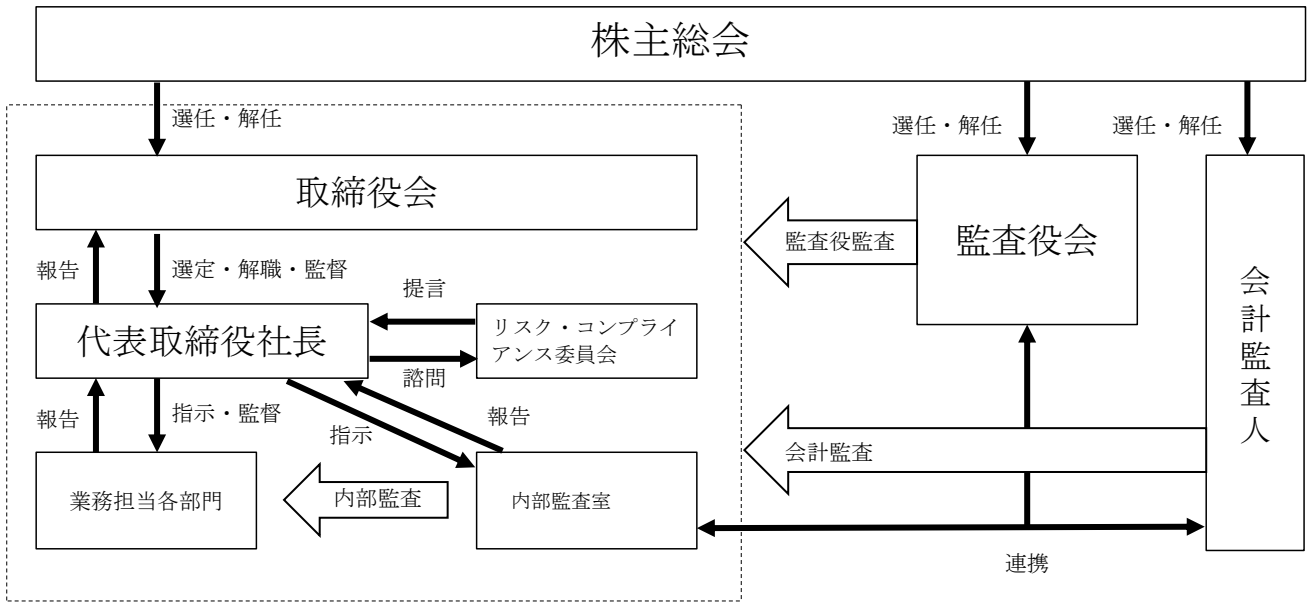 株主総会
選任・解任
選任・解任
選任・解任
取締役会
監査役会
会計監査人
監査役監査
報告
選定・解職・監督
提言
代表取締役社長
リスク・コンプライ
アンス委員会
諮問
報告
指示・監督
指示
報告
会計監査
業務担当各部門
内部監査
内部監査室
連携